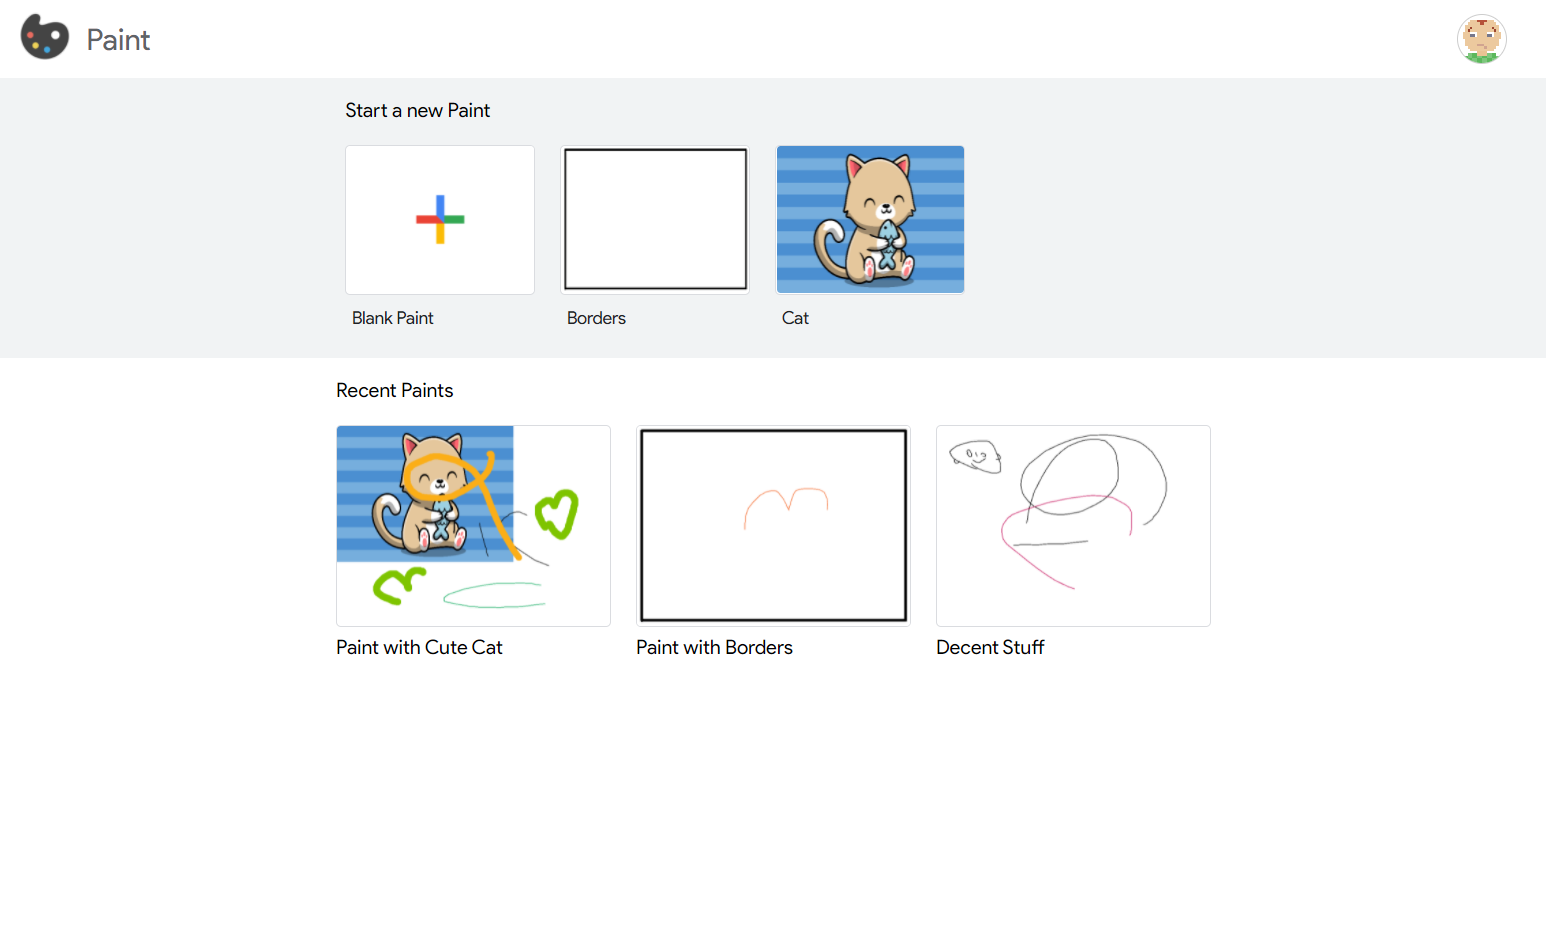 Paint
Start a new Paint
Blank Paint
Borders
Cat
Recent Paints
Paint with Cute Cat
Paint with Borders
Decent Stuff